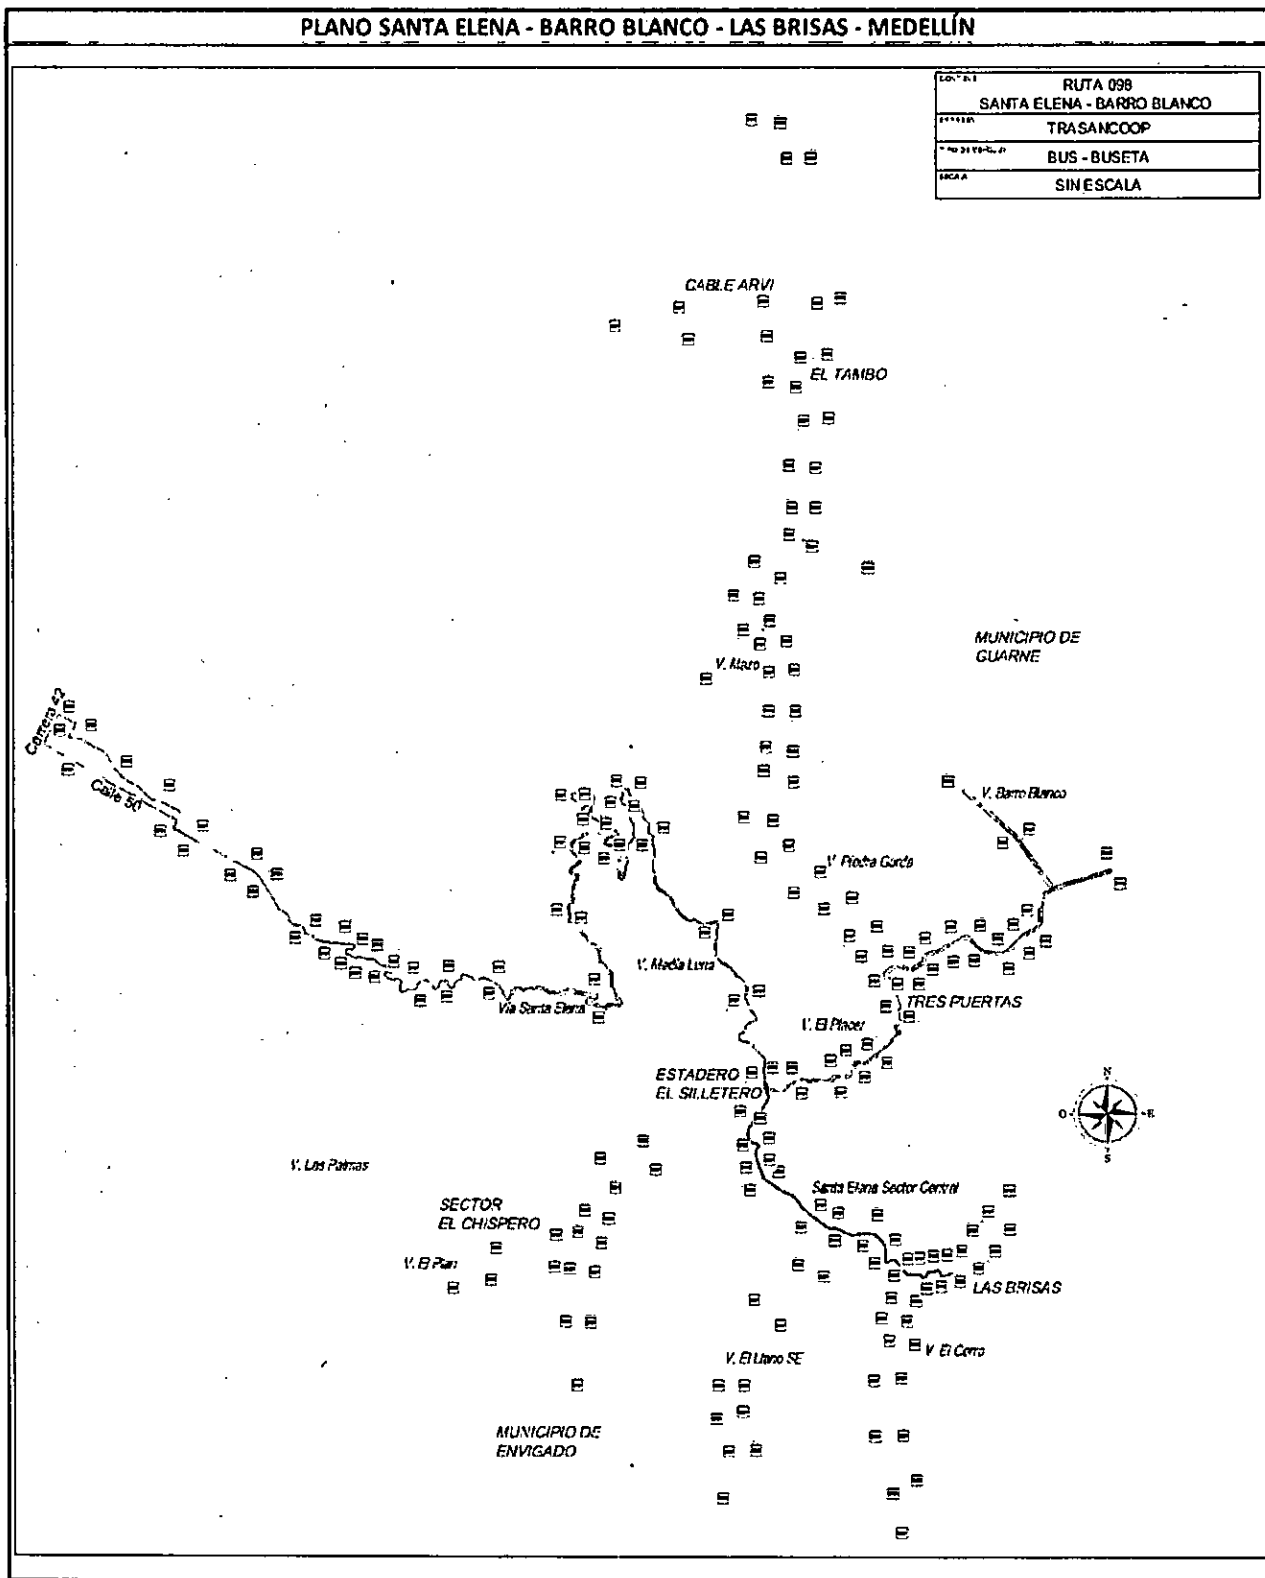 PLANO SANTA ELENA - BARRO BLANCO - LAS BRISAS - MEDELLÍN
RUTA 098
SANTA ELENA - BARRO BLANCO
TRASANCOOP
BUS - BUSETA
SIN ESCALA
CABLE ARVI
EL TAMBO
MUNICIPIO DE
GUARNE
V. Mazo
Carrera 42
Calle 50
V. Barro Blanco
V. Piedra Gorda
V. Media Luna
Vía Santa Elena
TRES PUERTAS
V. El Placer
ESTADERO
EL SILLETERO
N
O
E
S
V. Las Palmas
Santa Elena Sector Central
SECTOR
EL CHISPERO
V. El Plan
LAS BRISAS
V. El Llano SE
V. El Cerro
MUNICIPIO DE
ENVIGADO